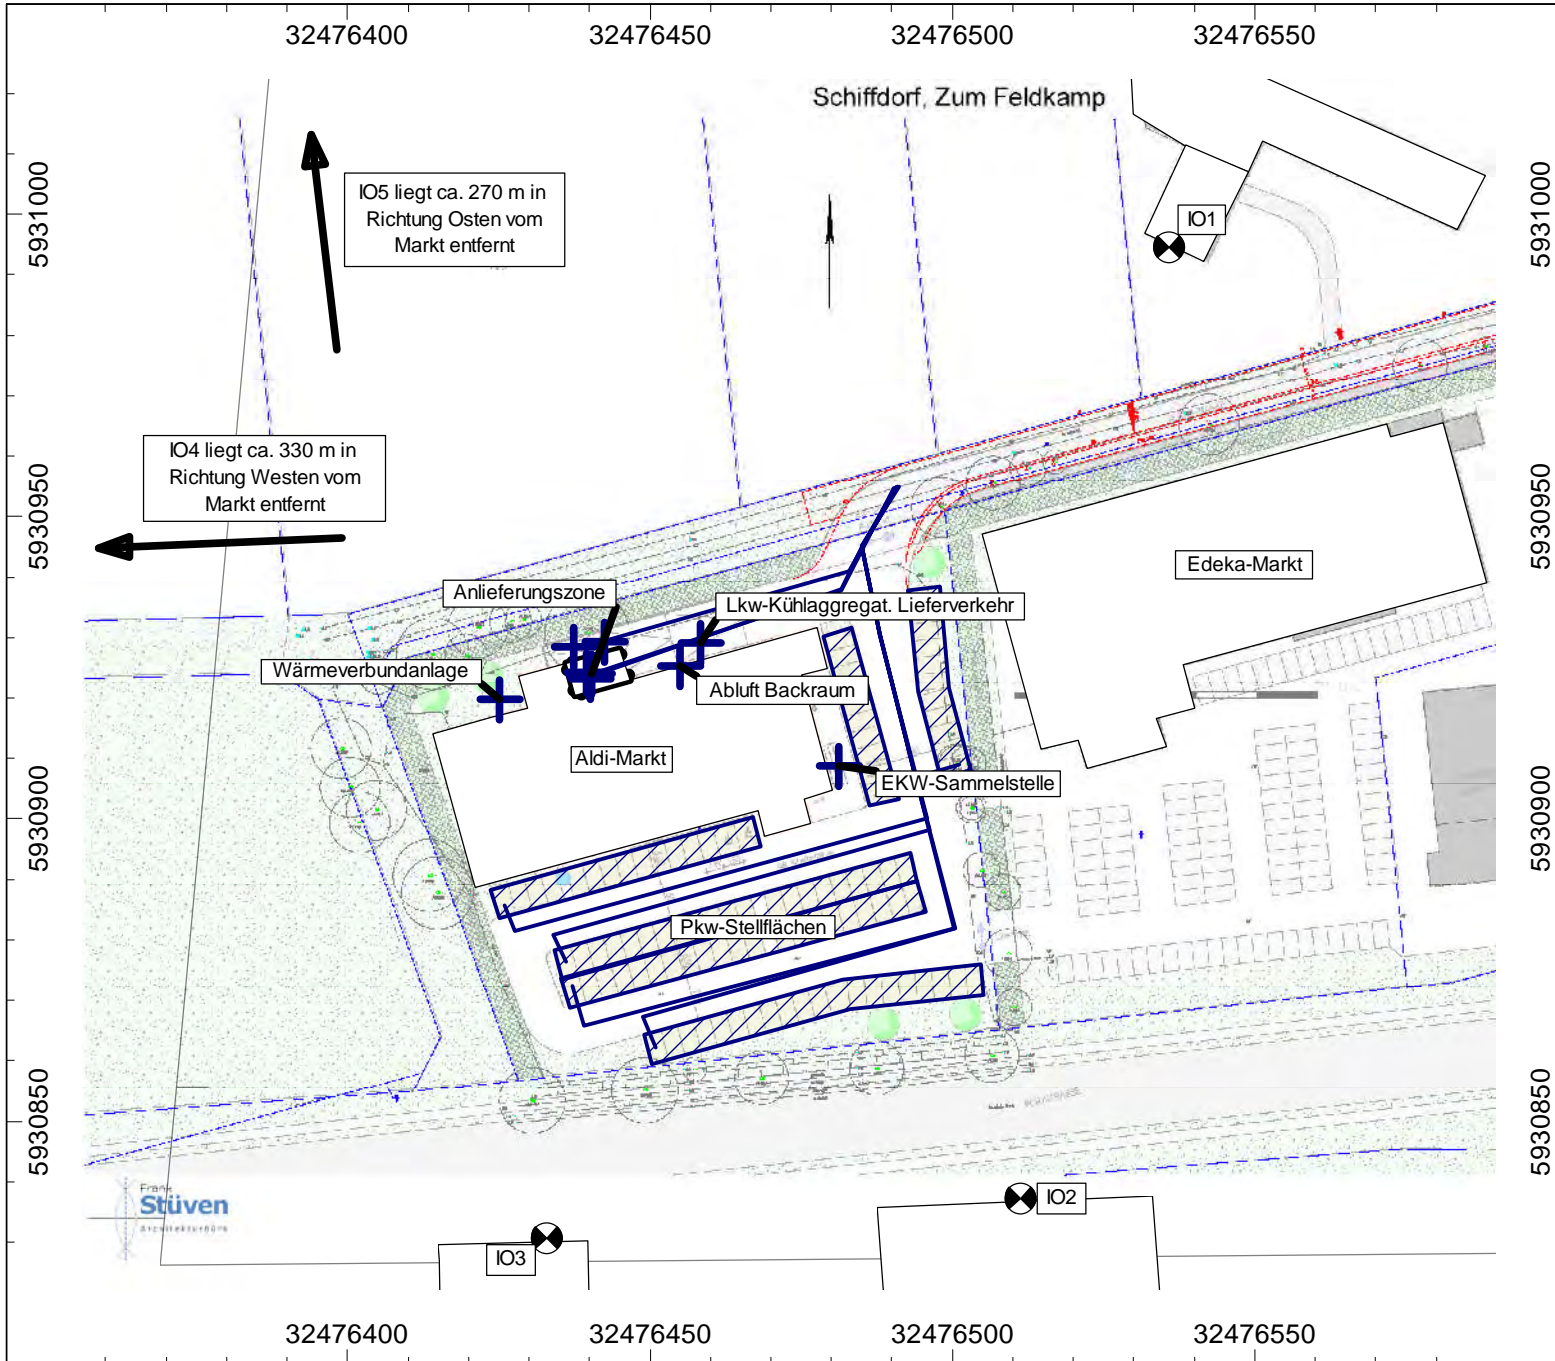 32476400
32476450
32476500
32476550
Schiffdorf, Zum Feldkamp
5931000
5931000
IO5 liegt ca. 270 m in
Richtung Osten vom
Markt entfernt
IO1
IO4 liegt ca. 330 m in
Richtung Westen vom
Markt entfernt
5930950
5930950
Edeka-Markt
Anlieferungszone
Lkw-Kühlaggregat. Lieferverkehr
Wärmeverbundanlage
Abluft Backraum
Aldi-Markt
EKW-Sammelstelle
5930900
5930900
Pkw-Stellflächen
5930850
5930850
Frank
Stüven
Architekturbüro
IO2
IO3
32476400
32476450
32476500
32476550